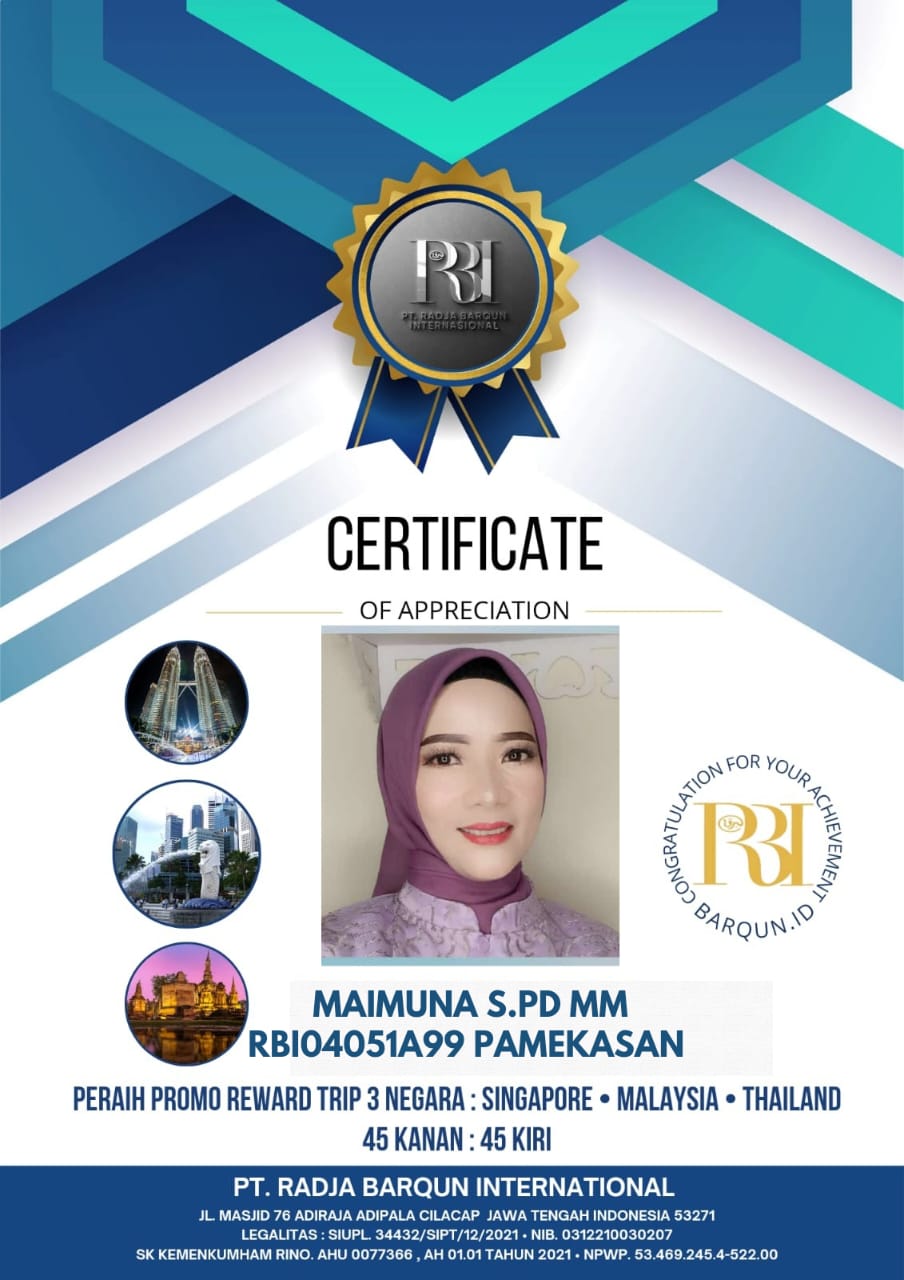 RBI
PT. RADJA BARQUN
INTERNASIONAL
CERTIFICATE
OF APPRECIATION
CONGRATULATION FOR YOUR ACHIEVEMENT
RBI
BARQUN.ID
MAIMUNA S.PD MM
RBI04051A99 PAMEKASAN
PERAIH PROMO REWARD TRIP 3 NEGARA : SINGAPORE • MALAYSIA • THAILAND
45 KANAN : 45 KIRI
PT. RADJA BARQUN INTERNATIONAL
JL. MASJID 76 ADIRAJA ADIPALA CILACAP JAWA TENGAH INDONESIA 53271
LEGALITAS : SIUPL. 34432/SIPT/12/2021 • NIB. 0312210030207
SK KEMENKUMHAM RINO. AHU 0077366 , AH 01.01 TAHUN 2021 • NPWP. 53.469.245.4-522.00